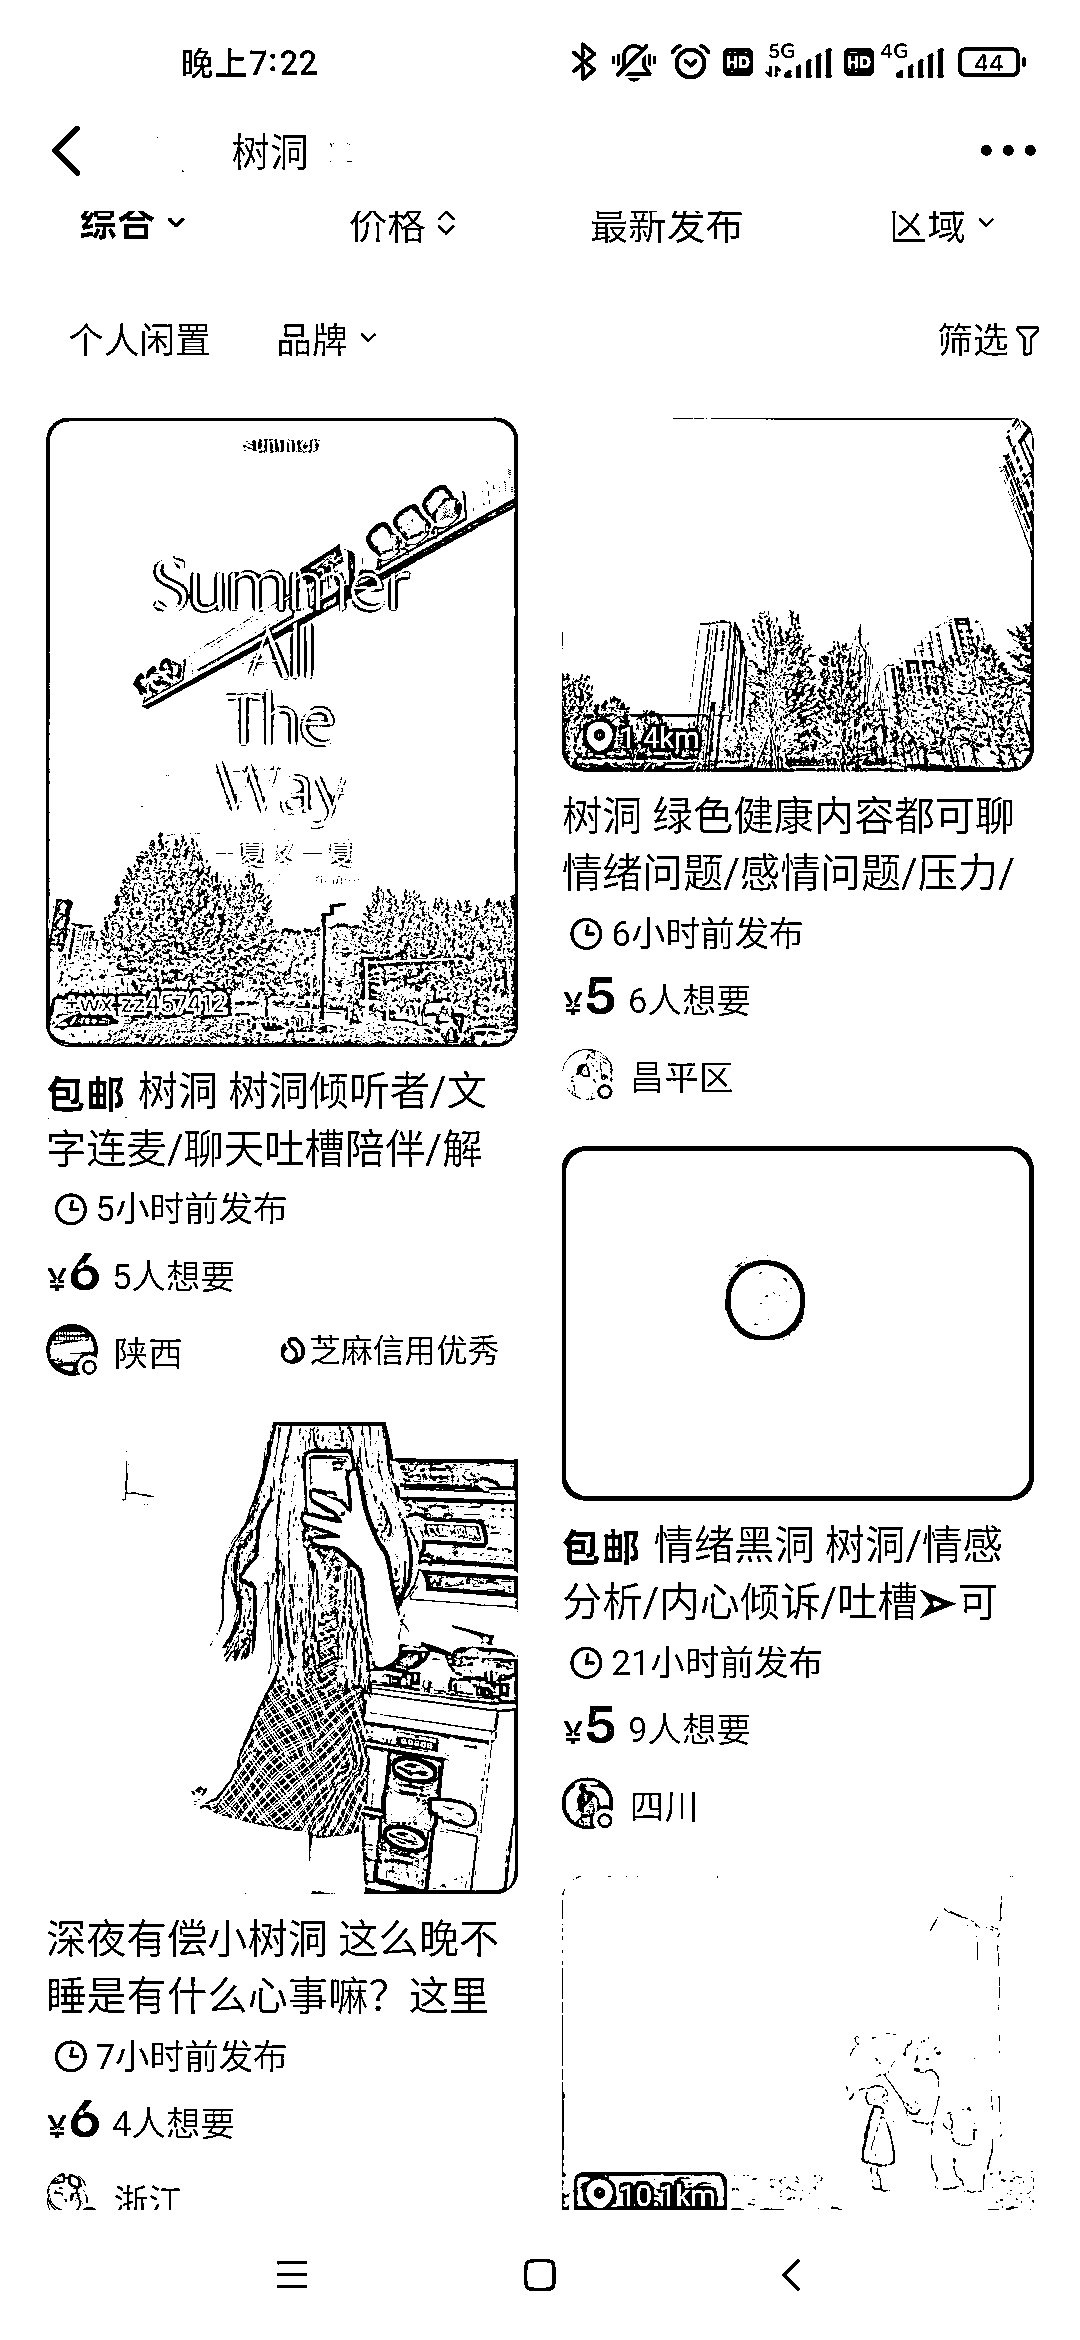 晚上7:22
5G
4G
44
树洞
综合
价格
最新发布
区域
个人闲置
品牌
筛选
summer
Summer
All
The
Way
一夏又一夏
+wx zz457412
包邮 树洞 树洞倾听者/文
字连麦/聊天吐槽陪伴/解
5小时前发布
¥6 5人想要
陕西
芝麻信用优秀
深夜有偿小树洞 这么晚不
睡是有什么心事嘛？这里
7小时前发布
¥6 4人想要
浙江
1.4km
树洞 绿色健康内容都可聊
情绪问题/感情问题/压力/
6小时前发布
¥5 6人想要
昌平区
包邮 情绪黑洞 树洞/情感
分析/内心倾诉/吐槽➤可
21小时前发布
¥5 9人想要
四川
10.1km